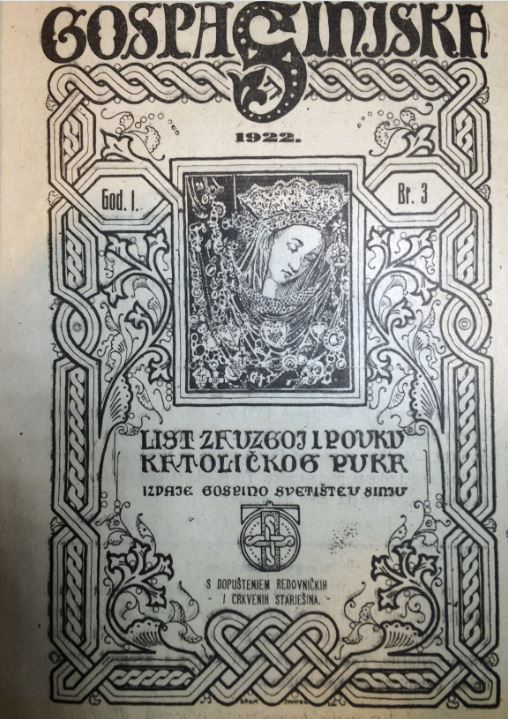 GOSPA SINJSKA
1922.
God. I.
Br. 3
LIST ZA UZGOJ I POUKU
KATOLIČKOG PUKA
IZDAJE GOSPINO SVETIŠTE U SINJU
S DOPUŠTENJEM REDOVNIČKIH
- I CRKVENIH STARJEŠINA. -